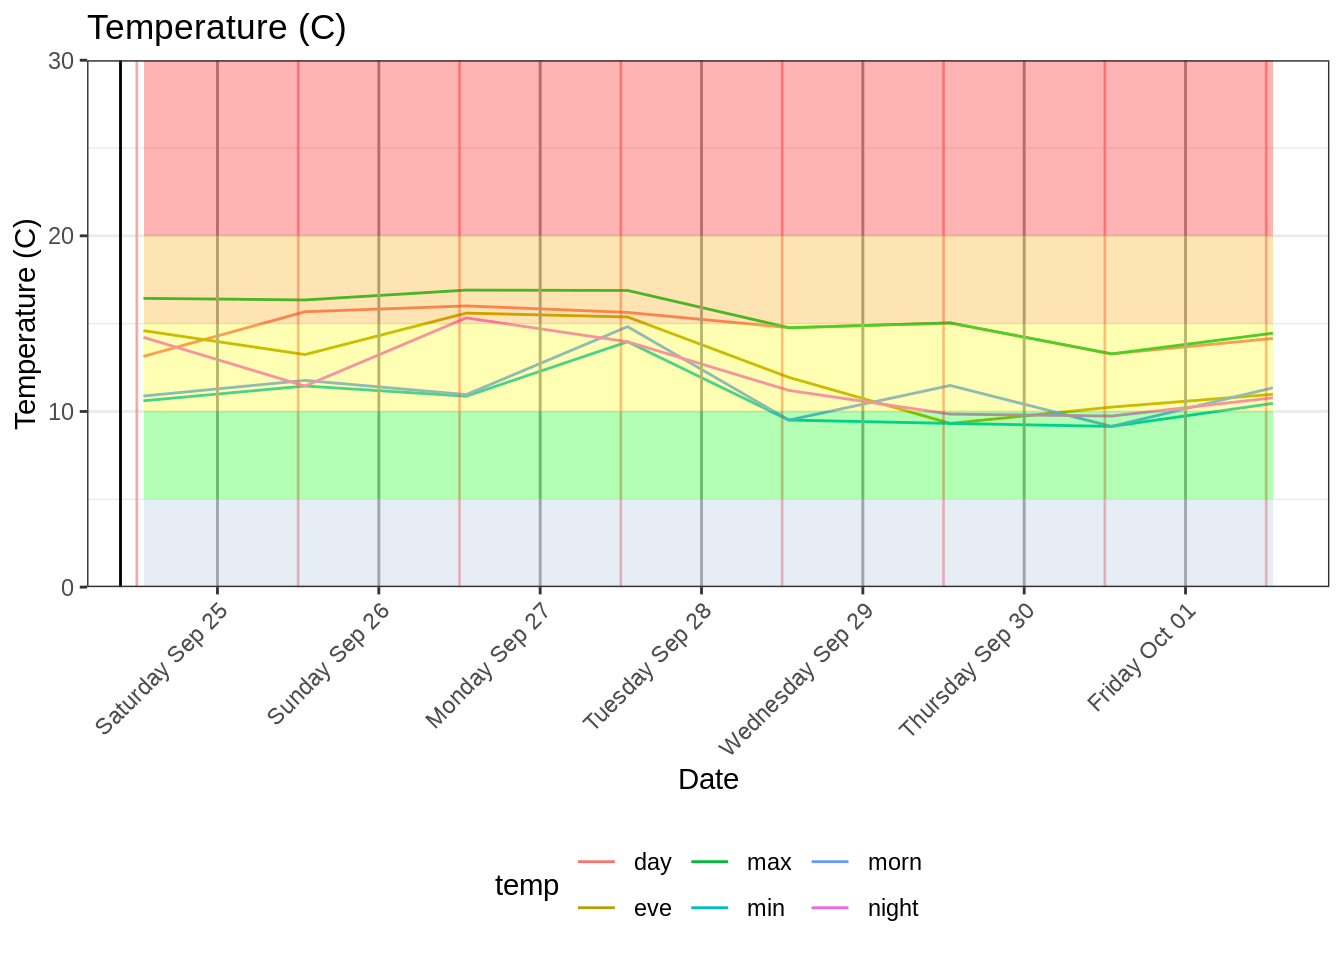 Temperature (C)
Temperature (C)
30
20
10
0
Saturday Sep 25
Sunday Sep 26
Monday Sep 27
Tuesday Sep 28
Wednesday Sep 29
Thursday Sep 30
Friday Oct 01
Date
temp
day
max
morn
eve
min
night